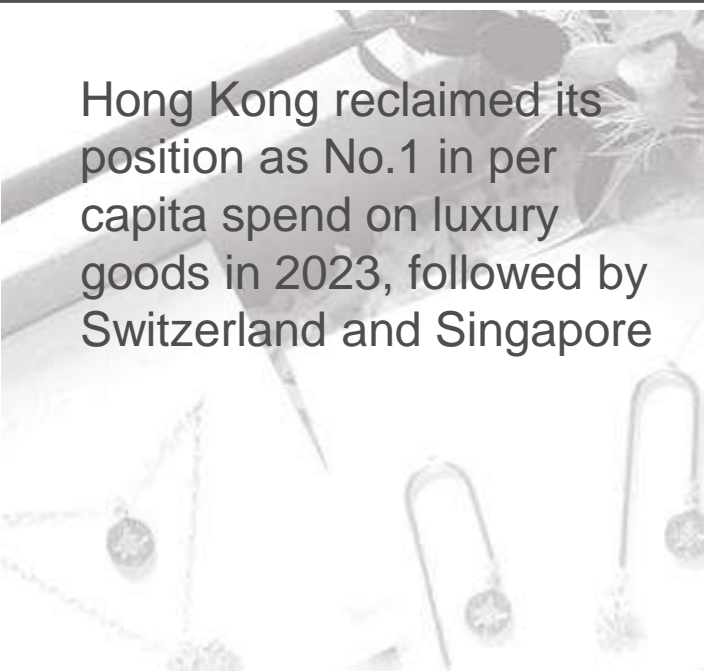 Hong Kong reclaimed its
position as No.1 in per
capita spend on luxury
goods in 2023, followed by
Switzerland and Singapore